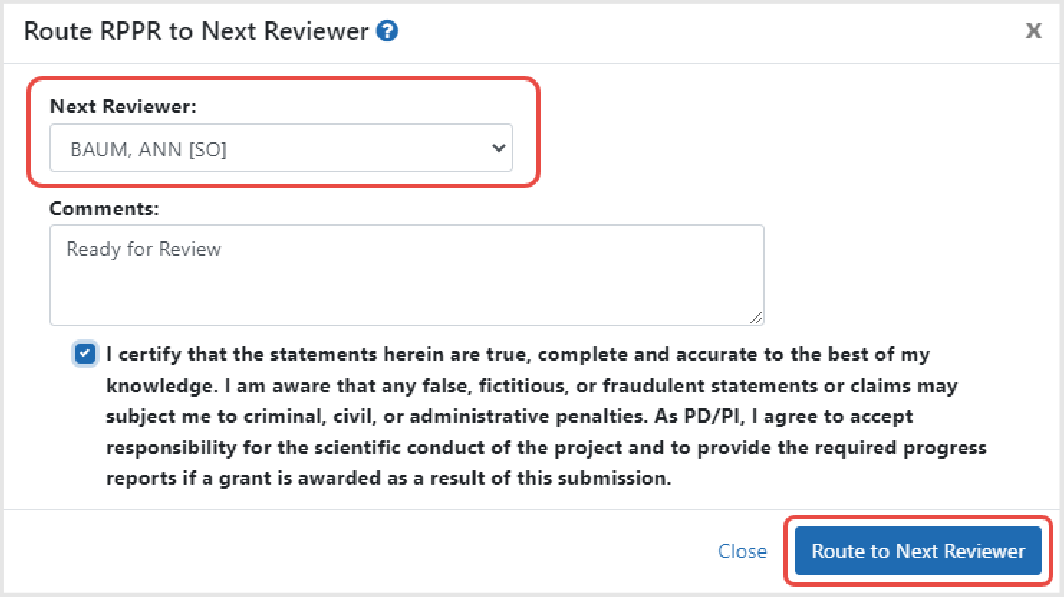 Route RPPR to Next Reviewer ?
X
Next Reviewer:
BAUM, ANN [SO]
Comments:
Ready for Review
I certify that the statements herein are true, complete and accurate to the best of my
knowledge. I am aware that any false, fictitious, or fraudulent statements or claims may
subject me to criminal, civil, or administrative penalties. As PD/PI, I agree to accept
responsibility for the scientific conduct of the project and to provide the required progress
reports if a grant is awarded as a result of this submission.
Close
Route to Next Reviewer